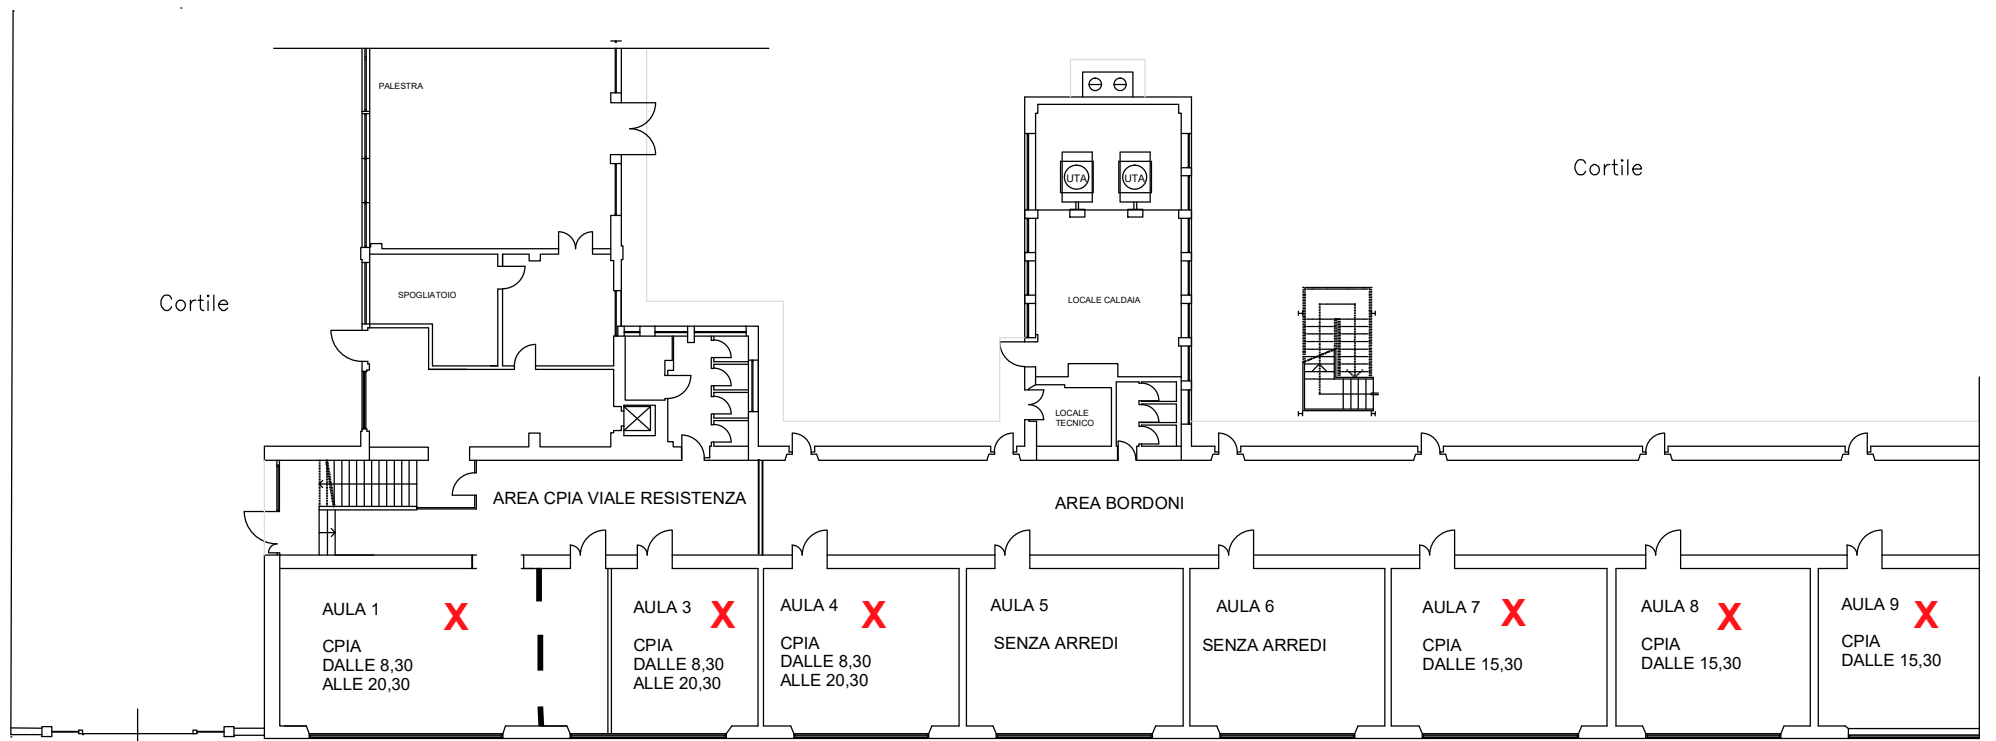 PALESTRA
UTA
UTA
Cortile
SPOGLIATOIO
Cortile
LOCALE CALDAIA
LOCALE
TECNICO
AREA CPIA VIALE RESISTENZA
AREA BORDONI
AULA 1
X
CPIA
DALLE 8,30
ALLE 20,30
AULA 3
X
CPIA
DALLE 8,30
ALLE 20,30
AULA 4
X
CPIA
DALLE 8,30
ALLE 20,30
AULA 5
SENZA ARREDI
AULA 6
SENZA ARREDI
AULA 7
X
CPIA
DALLE 15,30
AULA 8
X
CPIA
DALLE 15,30
AULA 9
X
CPIA
DALLE 15,30